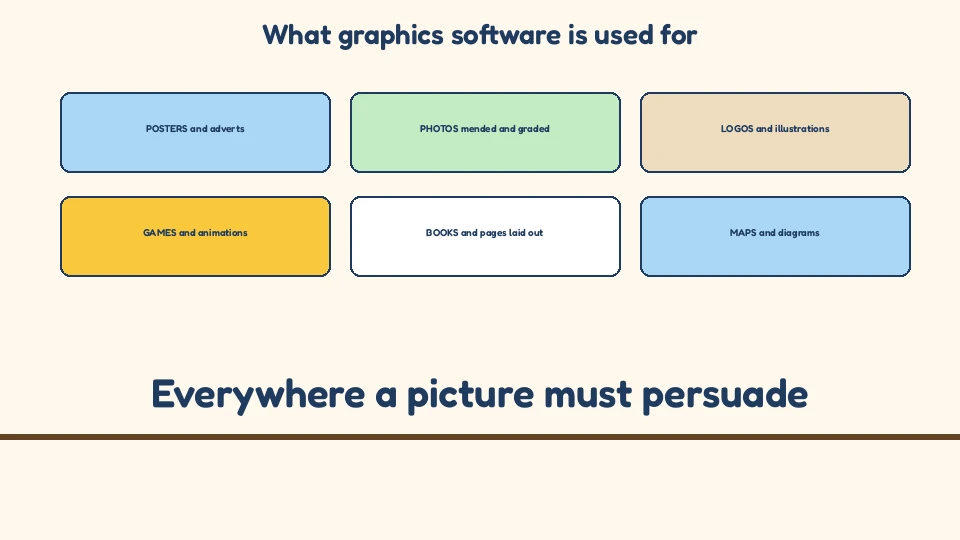 What graphics software is used for
POSTERS and adverts
PHOTOS mended and graded
LOGOS and illustrations
GAMES and animations
BOOKS and pages laid out
MAPS and diagrams
Everywhere a picture must persuade